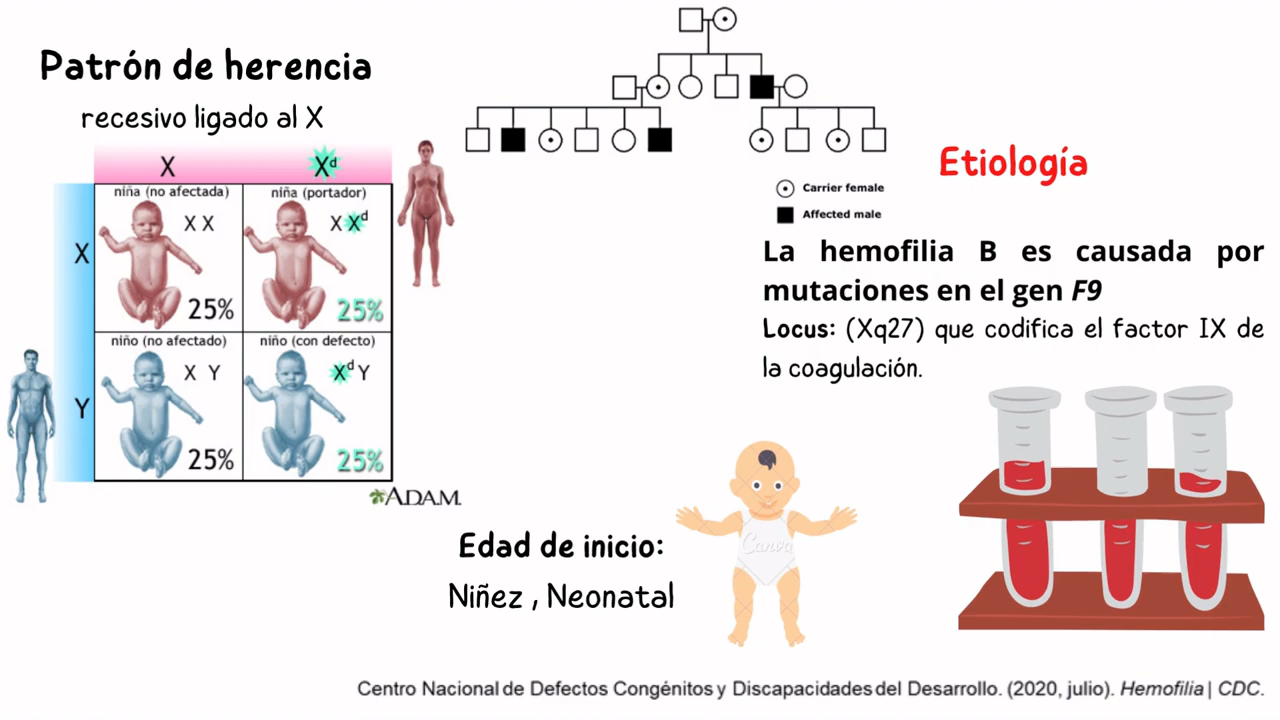 Patrón de herencia
recesivo ligado al X
X
Xᵈ
niña (no afectada)
niña (portador)
X
X X
X Xᵈ
25%
25%
niño (no afectado)
niño (con defecto)
Y
X Y
Xᵈ Y
25%
25%
A.D.A.M.
Carrier female
Affected male
Etiología
La hemofilia B es causada por
mutaciones en el gen F9
Locus: (Xq27) que codifica el factor IX de
la coagulación.
Edad de inicio:
Niñez , Neonatal
Canva
Centro Nacional de Defectos Congénitos y Discapacidades del Desarrollo. (2020, julio). Hemofilia | CDC.